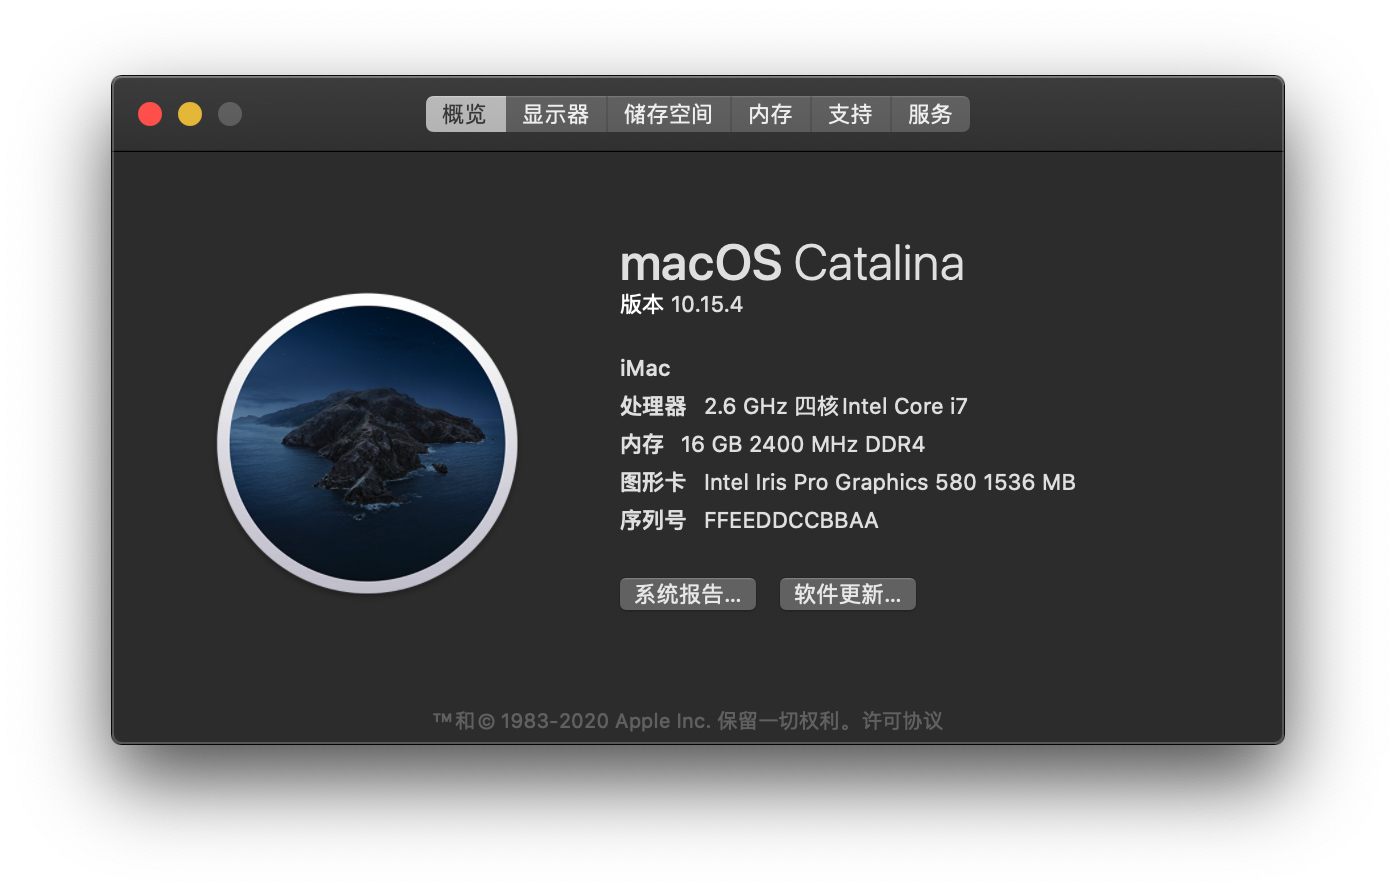 概览 显示器 储存空间 内存 支持 服务
macOS Catalina
版本 10.15.4
iMac
处理器 2.6 GHz 四核Intel Core i7
内存 16 GB 2400 MHz DDR4
图形卡 Intel Iris Pro Graphics 580 1536 MB
序列号 FFEEDDCCBBAA
系统报告... 软件更新...
™和© 1983-2020 Apple Inc. 保留一切权利。许可协议